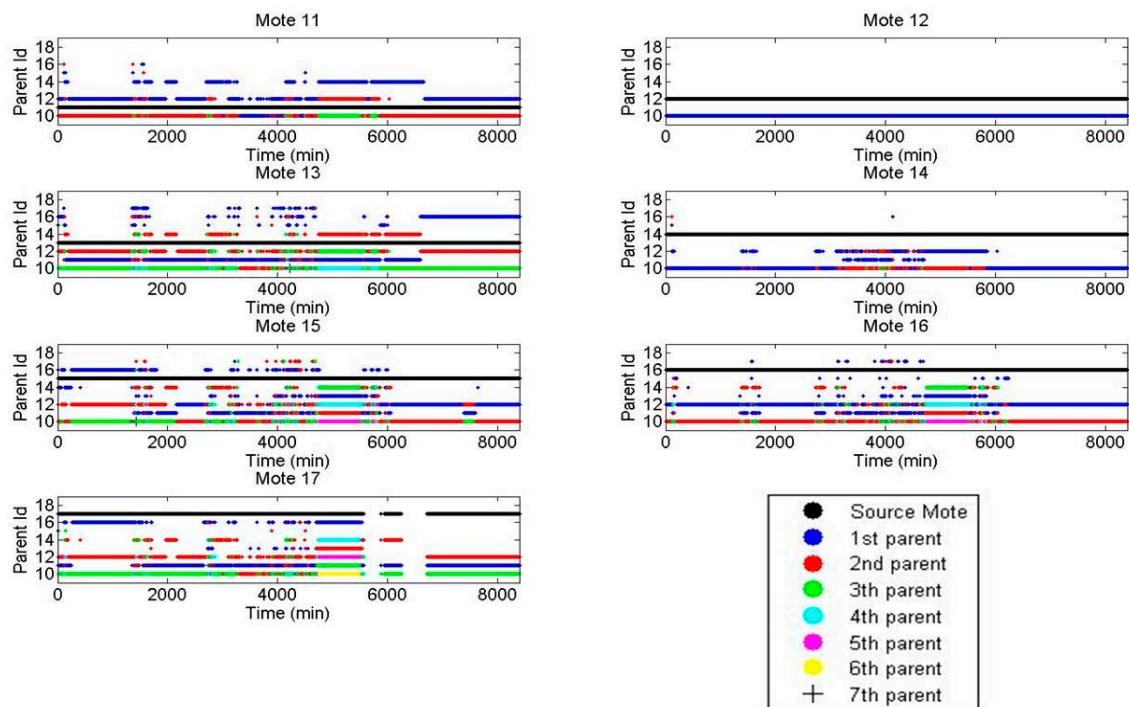 Mote 11
18
16
14
12
10
Parent Id
0 2000 4000 6000 8000
Time (min)
Mote 12
18
16
14
12
10
Parent Id
0 2000 4000 6000 8000
Time (min)
Mote 13
18
16
14
12
10
Parent Id
0 2000 4000 6000 8000
Time (min)
Mote 14
18
16
14
12
10
Parent Id
0 2000 4000 6000 8000
Time (min)
Mote 15
18
16
14
12
10
Parent Id
0 2000 4000 6000 8000
Time (min)
Mote 16
18
16
14
12
10
Parent Id
0 2000 4000 6000 8000
Time (min)
Mote 17
18
16
14
12
10
Parent Id
0 2000 4000 6000 8000
Time (min)
Source Mote
1st parent
2nd parent
3th parent
4th parent
5th parent
6th parent
7th parent